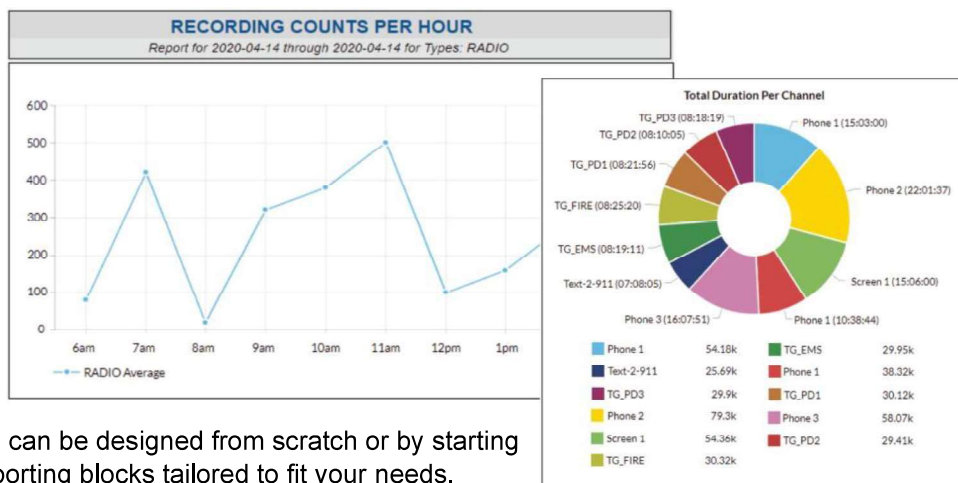 RECORDING COUNTS PER HOUR
Report for 2020-04-14 through 2020-04-14 for Types: RADIO
600
500
400
300
200
100
0
6am 7am 8am 9am 10am 11am 12pm 1pm
RADIO Average
Total Duration Per Channel
TG_PD3 (08:18:19)
Phone 1 (15:03:00)
TG_PD2 (08:10:05)
TG_PD1 (08:21:56)
Phone 2 (22:01:37)
TG_FIRE (08:25:20)
TG_EMS (08:19:11)
Screen 1 (15:06:00)
Text-2-911 (07:08:05)
Phone 3 (16:07:51)
Phone 1 (10:38:44)
Phone 1 54.18k TG_EMS 29.95k
Text-2-911 25.69k Phone 1 38.32k
TG_PD3 29.9k TG_PD1 30.12k
Phone 2 79.3k Phone 3 58.07k
Screen 1 54.36k TG_PD2 29.41k
TG_FIRE 30.32k
can be designed from scratch or by starting
porting blocks tailored to fit your needs.